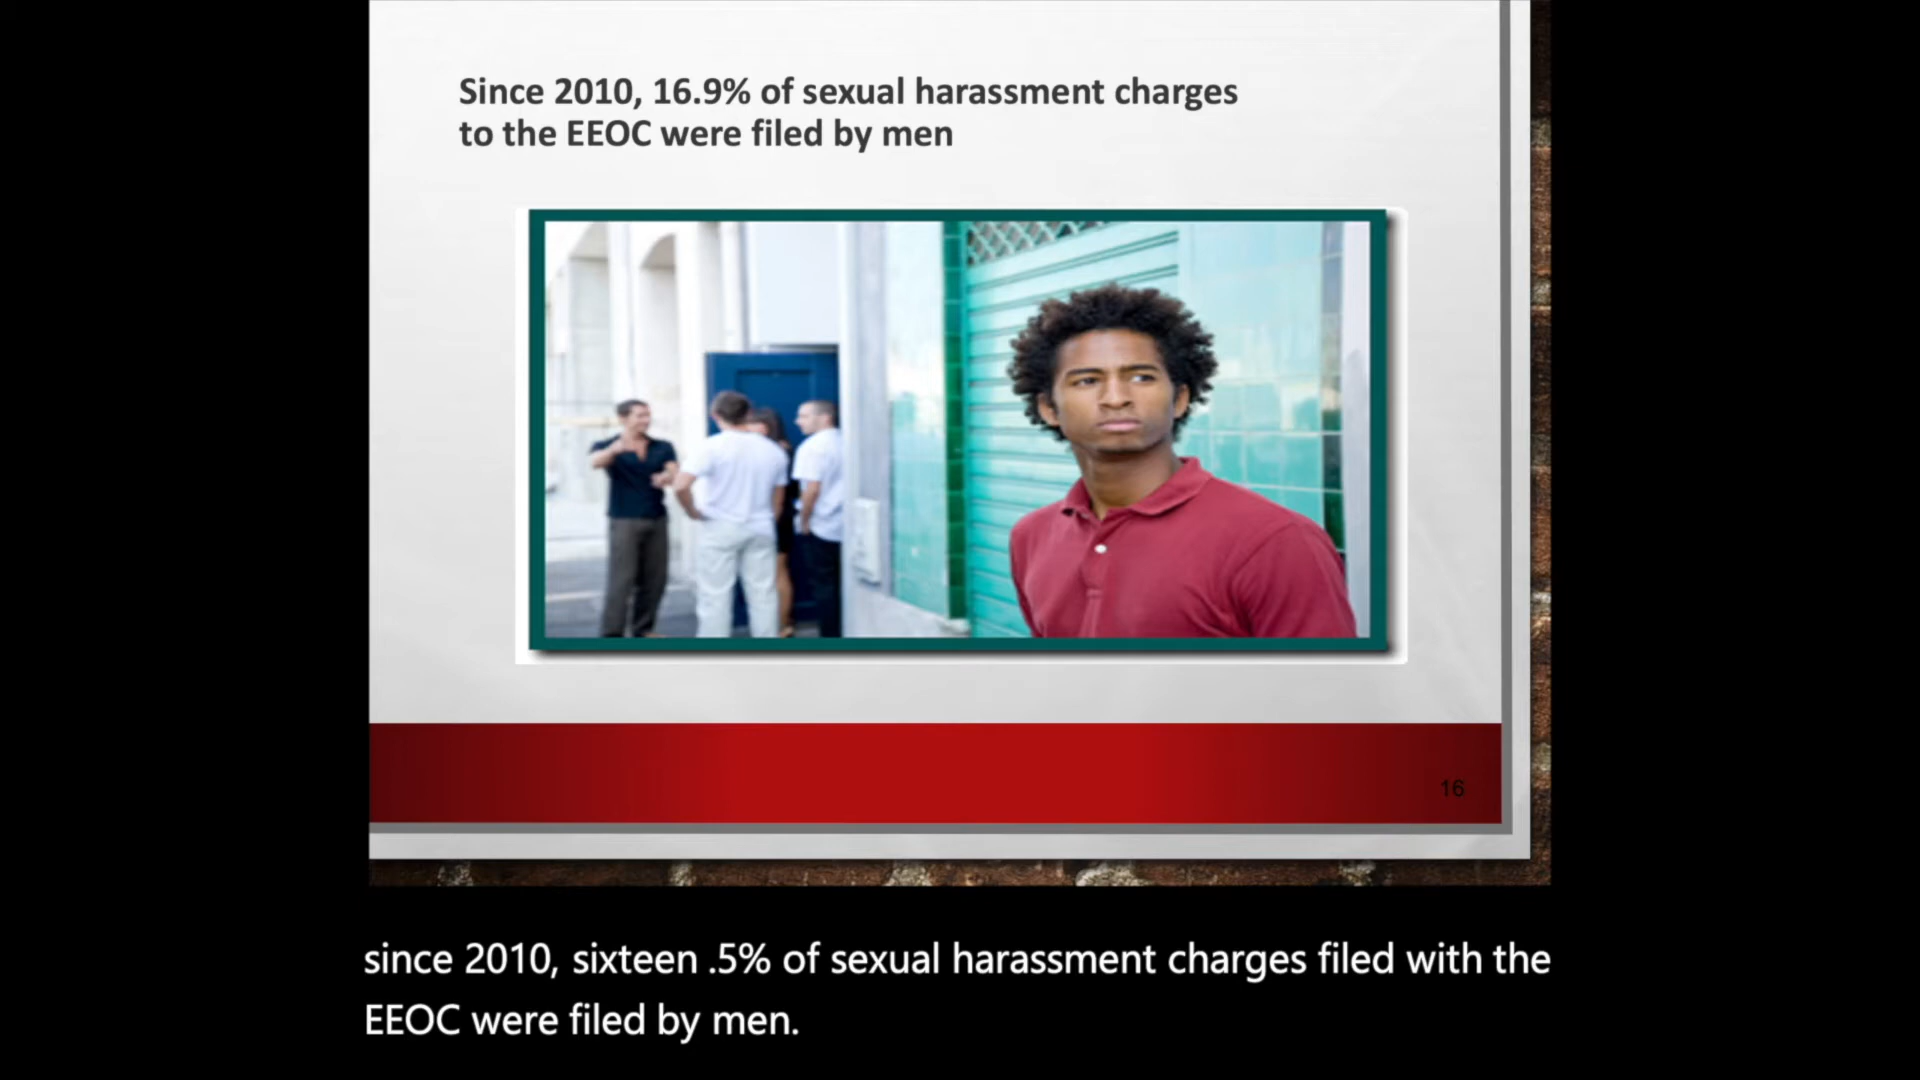 Since 2010, 16.9% of sexual harassment charges
to the EEOC were filed by men
16
since 2010, sixteen .5% of sexual harassment charges filed with the
EEOC were filed by men.